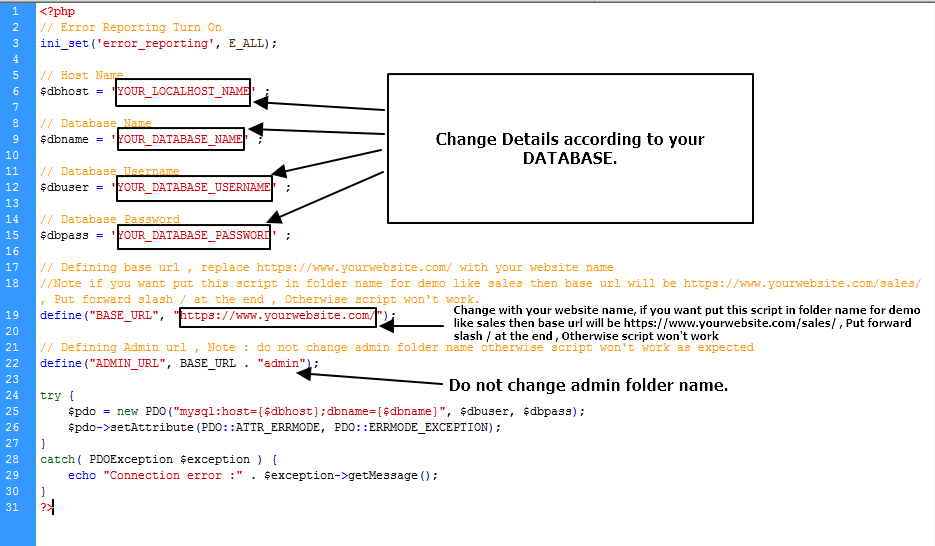 1 <?php
2 // Error Reporting Turn On
3 ini_set('error_reporting', E_ALL);
4
5 // Host Name
6 $dbhost = 'YOUR_LOCALHOST_NAME' ;
7
8 // Database Name
9 $dbname = 'YOUR_DATABASE_NAME' ;
10
11 // Database Username
12 $dbuser = 'YOUR_DATABASE_USERNAME' ;
13
14 // Database Password
15 $dbpass = 'YOUR_DATABASE_PASSWORD' ;
16
Change Details according to your
DATABASE.
17 // Defining base url , replace https://www.yourwebsite.com/ with your website name
18 //Note if you want put this script in folder name for demo like sales then base url will be https://www.yourwebsite.com/sales/
, Put forward slash / at the end , Otherwise script won't work.
19 define("BASE_URL", "https://www.yourwebsite.com/");
20
Change with your website name, if you want put this script in folder name for demo
like sales then base url will be https://www.yourwebsite.com/sales/ , Put forward
slash / at the end , Otherwise script won't work
21 // Defining Admin url , Note : do not change admin folder name otherwise script won't work as expected
22 define("ADMIN_URL", BASE_URL . "admin");
23
Do not change admin folder name.
24 try {
25 $pdo = new PDO("mysql:host={$dbhost};dbname={$dbname}", $dbuser, $dbpass);
26 $pdo->setAttribute(PDO::ATTR_ERRMODE, PDO::ERRMODE_EXCEPTION);
27 }
28 catch( PDOException $exception ) {
29 echo "Connection error :" . $exception->getMessage();
30 }
31 ?>